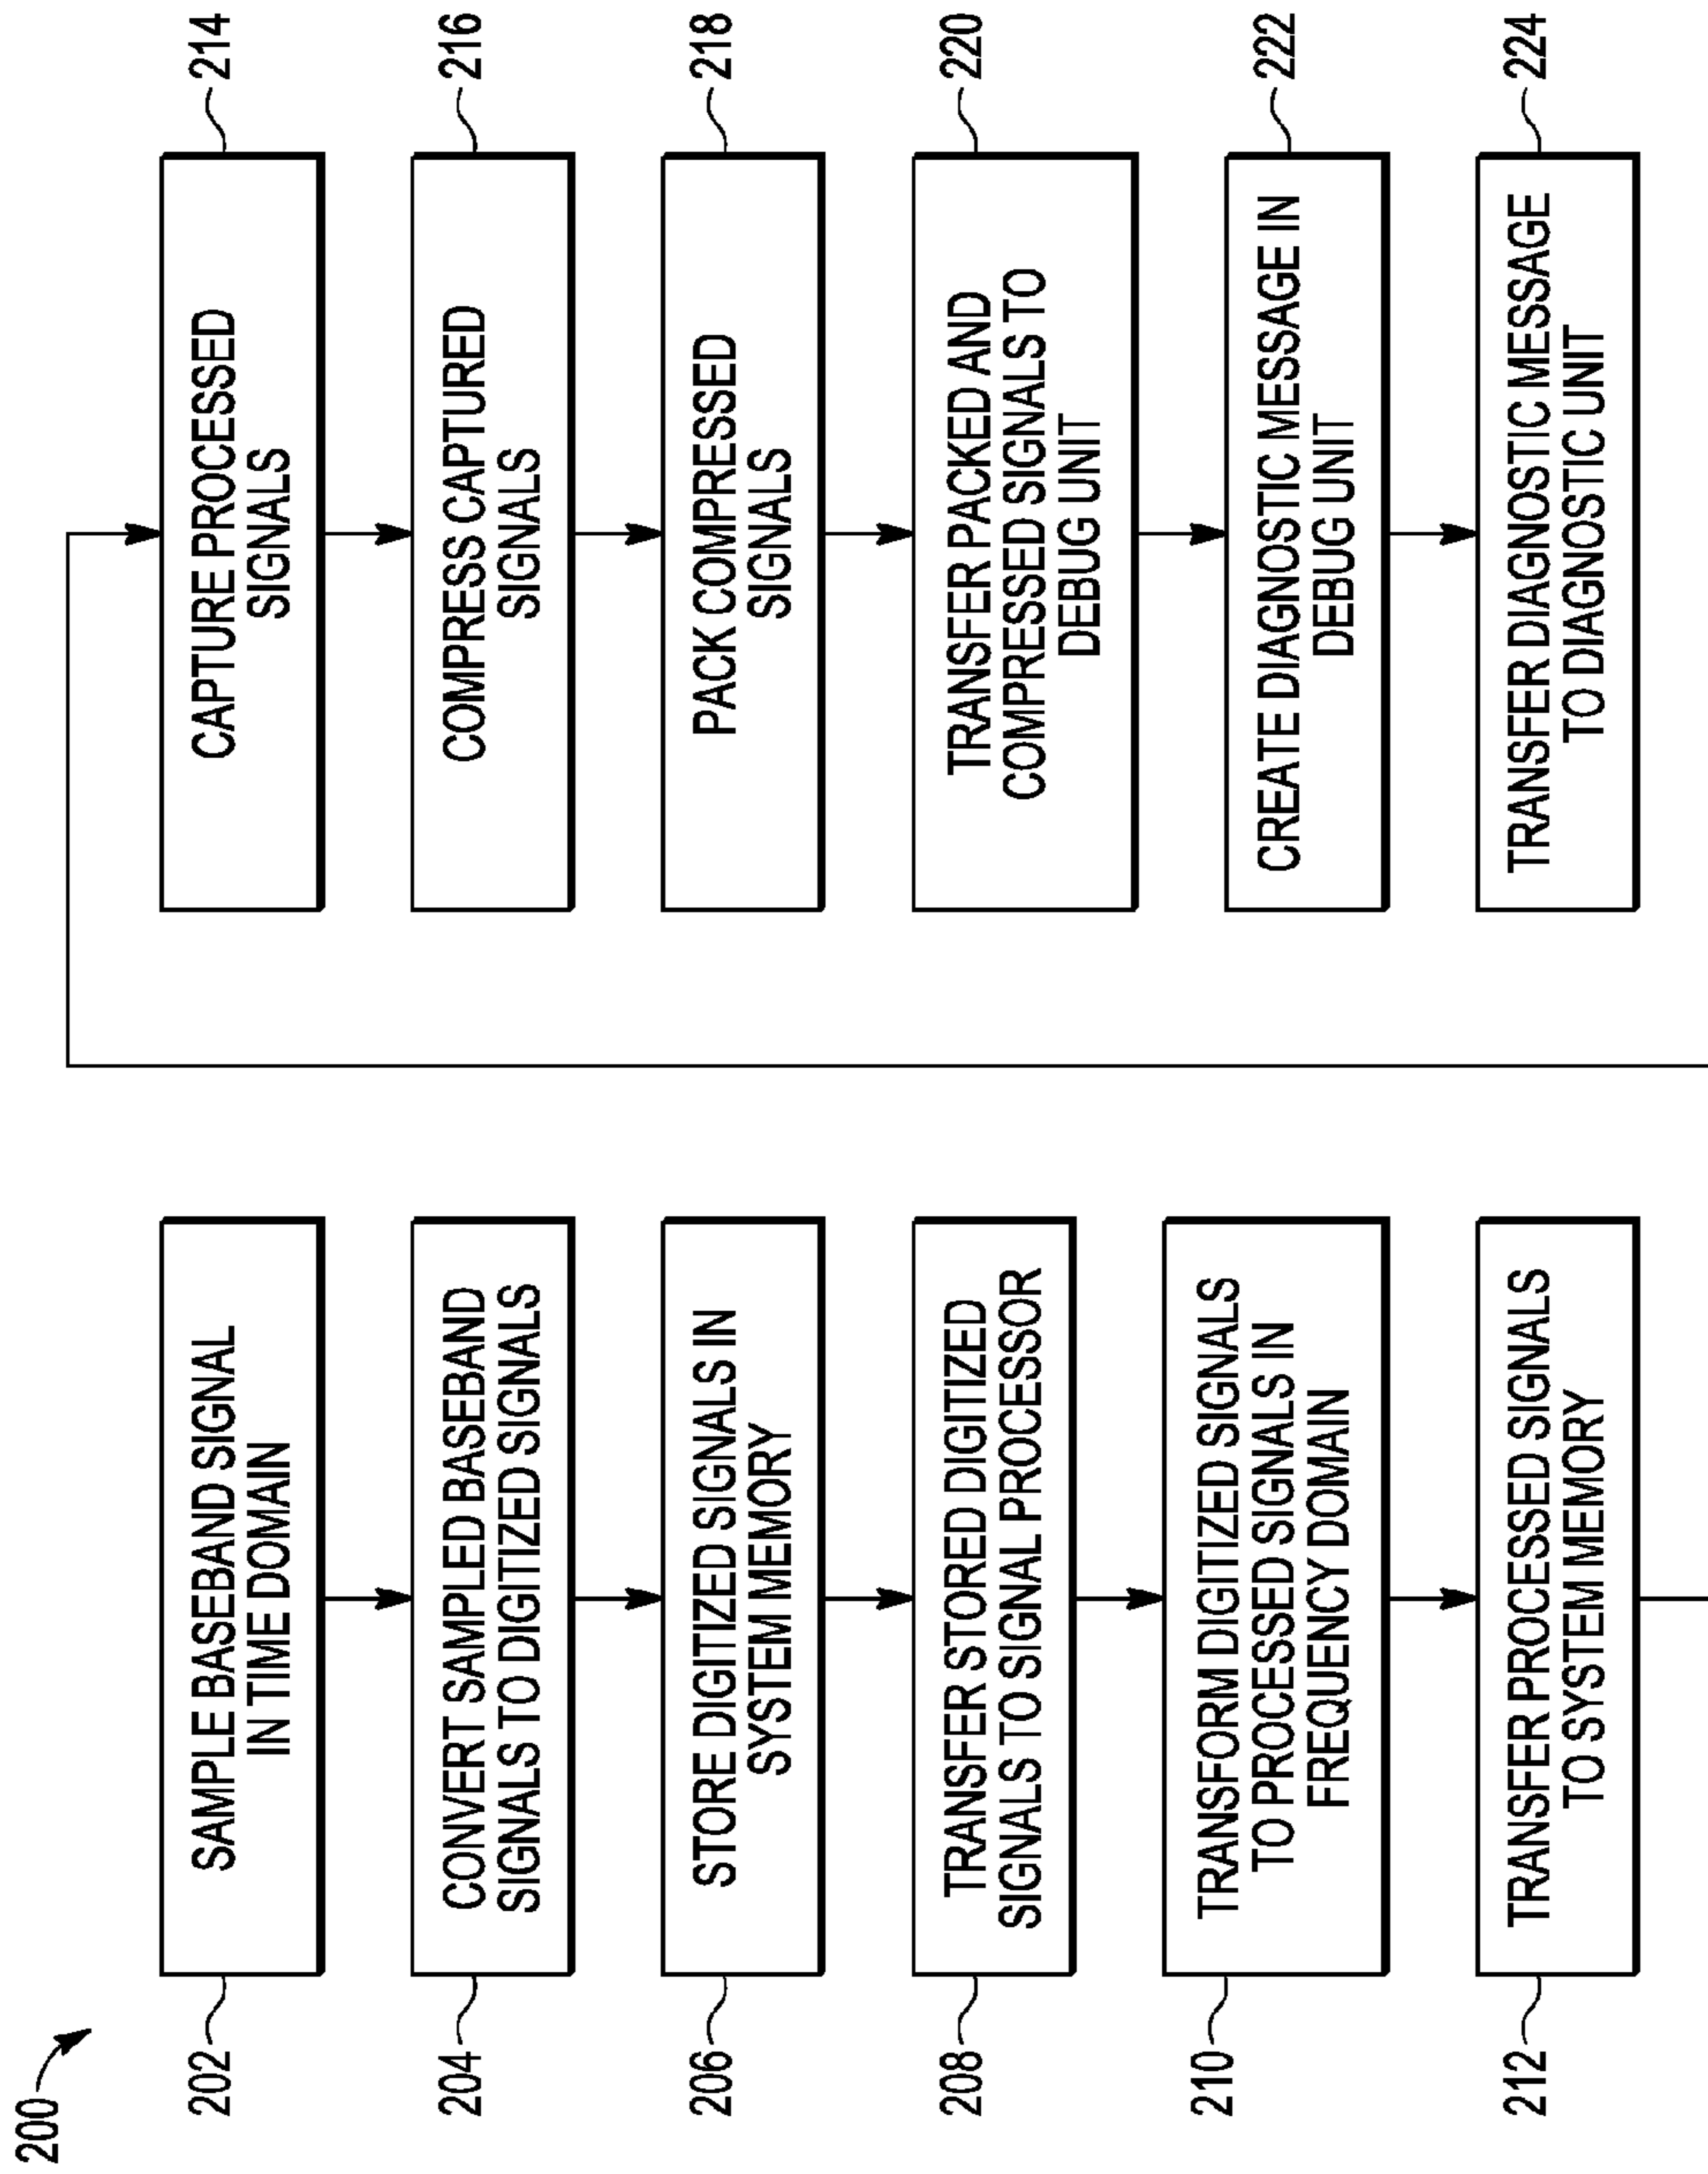 200
202
SAMPLE BASEBAND SIGNAL
IN TIME DOMAIN
204
CONVERT SAMPLED BASEBAND
SIGNALS TO DIGITIZED SIGNALS
206
STORE DIGITIZED SIGNALS IN
SYSTEM MEMORY
208
TRANSFER STORED DIGITIZED
SIGNALS TO SIGNAL PROCESSOR
210
TRANSFORM DIGITIZED SIGNALS
TO PROCESSED SIGNALS IN
FREQUENCY DOMAIN
212
TRANSFER PROCESSED SIGNALS
TO SYSTEM MEMORY
214
CAPTURE PROCESSED
SIGNALS
216
COMPRESS CAPTURED
SIGNALS
218
PACK COMPRESSED
SIGNALS
220
TRANSFER PACKED AND
COMPRESSED SIGNALS TO
DEBUG UNIT
222
CREATE DIAGNOSTIC MESSAGE IN
DEBUG UNIT
224
TRANSFER DIAGNOSTIC MESSAGE
TO DIAGNOSTIC UNIT